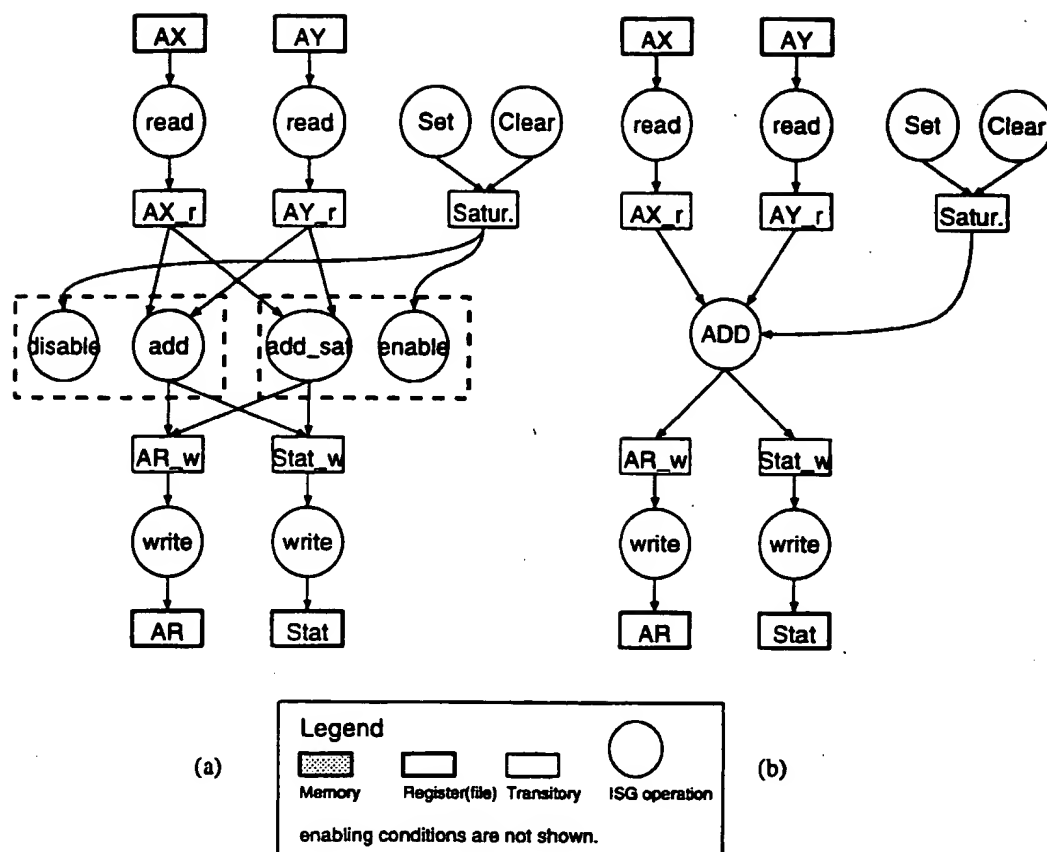 AX AY AX AY
read read Set Clear read read Set Clear
AX_r AY_r Satur. AX_r AY_r Satur.
disable add add_sat enable ADD
AR_w Stat_w AR_w Stat_w
write write write write
AR Stat AR Stat
Legend
(a) (b)
Memory Register(file) Transitory ISG operation
enabling conditions are not shown.